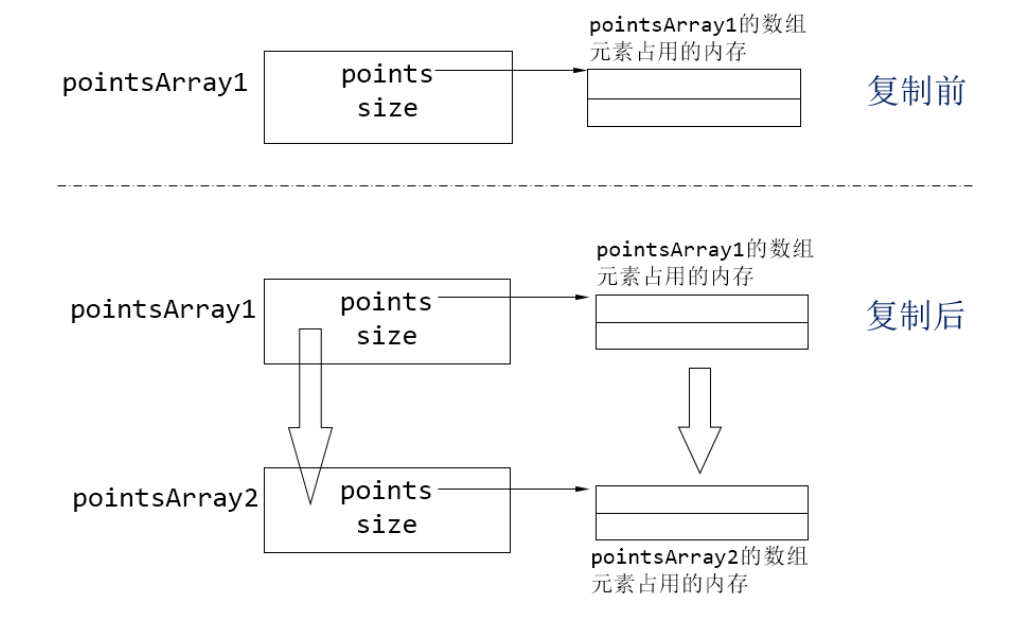 pointsArray1的数组
元素占用的内存
pointsArray1
points
size
复制前
pointsArray1的数组
元素占用的内存
pointsArray1
points
size
复制后
pointsArray2
points
size
pointsArray2的数组
元素占用的内存